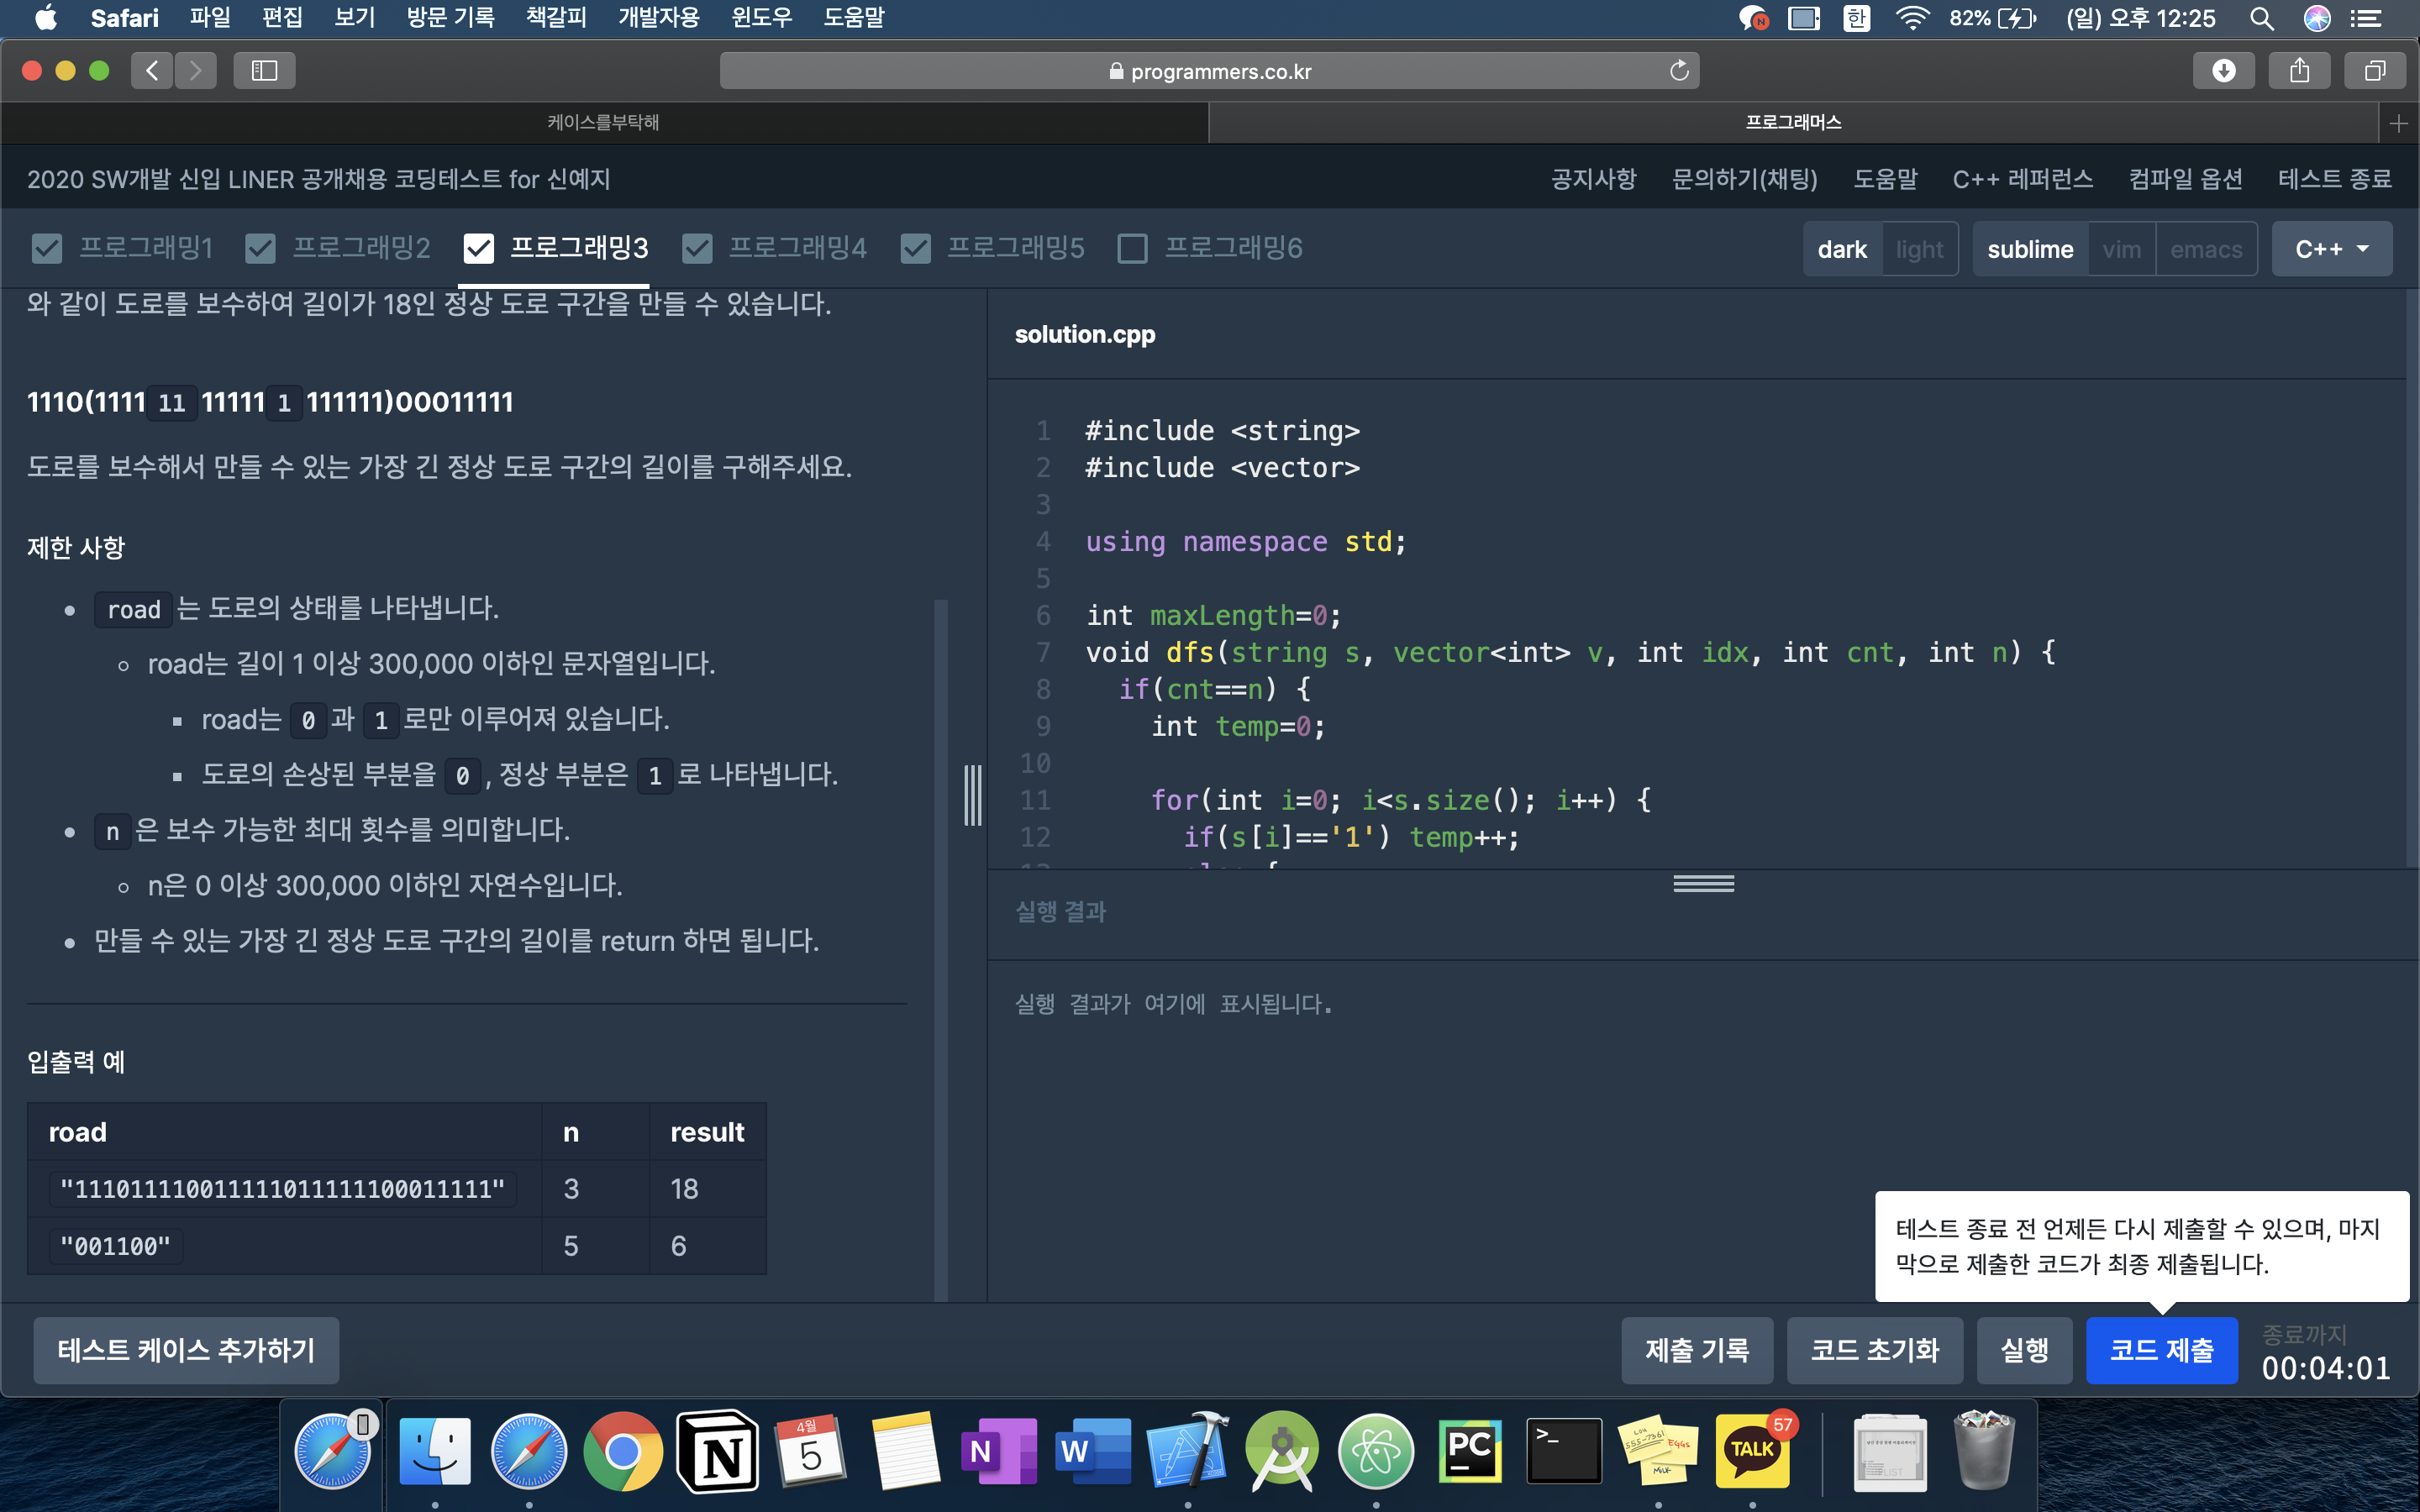 Safari 파일 편집 보기 방문 기록 책갈피 개발자용 윈도우 도움말 한 82% (일) 오후 12:25
programmers.co.kr
케이스를부탁해 프로그래머스
2020 SW개발 신입 LINER 공개채용 코딩테스트 for 신예지 공지사항 문의하기(채팅) 도움말 C++ 레퍼런스 컴파일 옵션 테스트 종료
프로그래밍1 프로그래밍2 프로그래밍3 프로그래밍4 프로그래밍5 프로그래밍6 dark light sublime vim emacs C++
와 같이 도로를 보수하여 길이가 18인 정상 도로 구간을 만들 수 있습니다.
1110(1111 11 11111 1 111111)00011111
도로를 보수해서 만들 수 있는 가장 긴 정상 도로 구간의 길이를 구해주세요.
제한 사항
road 는 도로의 상태를 나타냅니다.
road는 길이 1 이상 300,000 이하인 문자열입니다.
road는 0 과 1 로만 이루어져 있습니다.
도로의 손상된 부분을 0 , 정상 부분은 1 로 나타냅니다.
n 은 보수 가능한 최대 횟수를 의미합니다.
n은 0 이상 300,000 이하인 자연수입니다.
만들 수 있는 가장 긴 정상 도로 구간의 길이를 return 하면 됩니다.
입출력 예
road n result
"111011110011111011111100011111" 3 18
"001100" 5 6
테스트 케이스 추가하기
solution.cpp
1 #include <string>
2 #include <vector>
3
4 using namespace std;
5
6 int maxLength=0;
7 void dfs(string s, vector<int> v, int idx, int cnt, int n) {
8 if(cnt==n) {
9 int temp=0;
10
11 for(int i=0; i<s.size(); i++) {
12 if(s[i]=='1') temp++;
13 else {
실행 결과
실행 결과가 여기에 표시됩니다.
테스트 종료 전 언제든 다시 제출할 수 있으며, 마지
막으로 제출한 코드가 최종 제출됩니다.
제출 기록 코드 초기화 실행 코드 제출 종료까지
00:04:01
N 4월 5 N W PC >_ 555-7361 EGGS MILK TALK 57